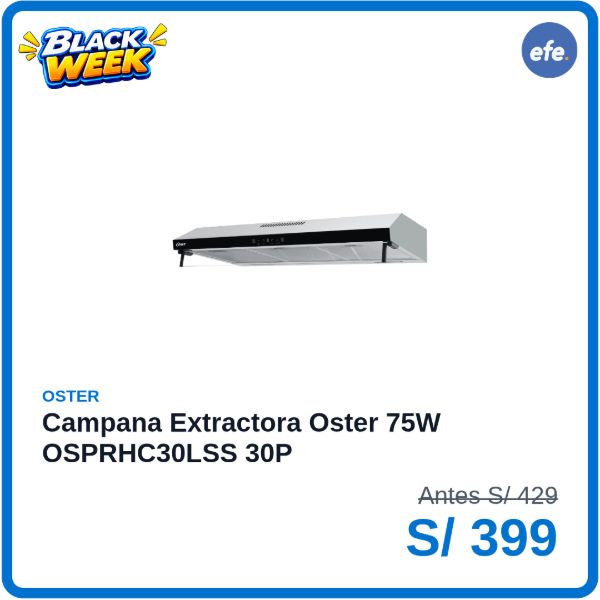 BLACK
WEEK
efe.
OSTER
Campana Extractora Oster 75W
OSPRHC30LSS 30P
Antes S/ 429
S/ 399